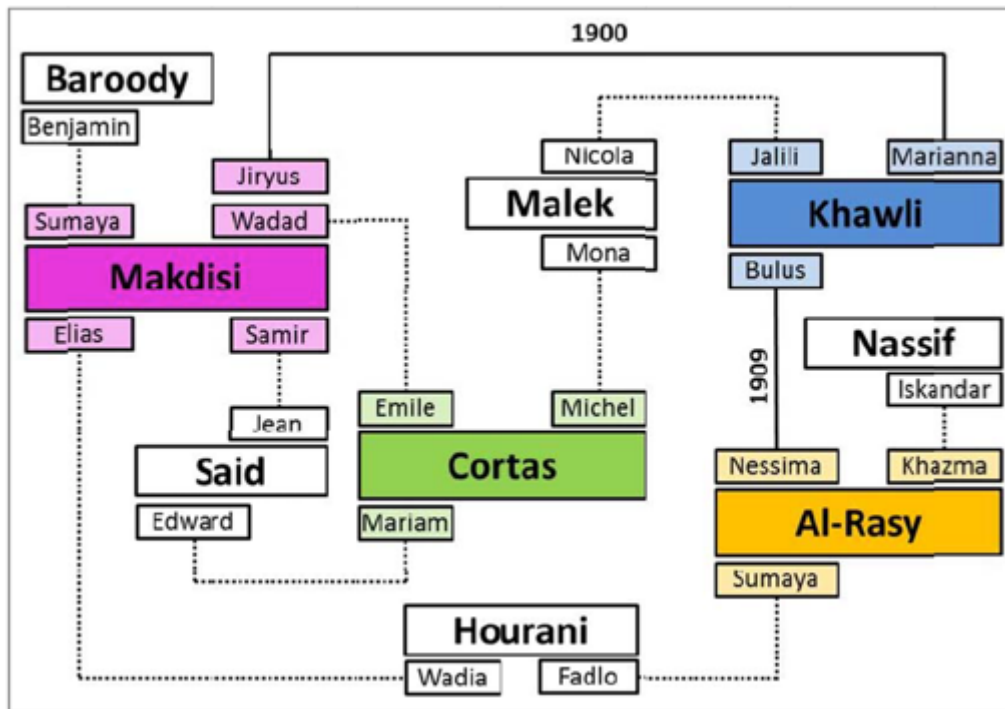 1900
Baroody
Benjamin
Nicola
Jalili
Marianna
Jiryus
Malek
Khawli
Sumaya
Wadad
Mona
Bulus
Makdisi
Elias
Samir
Nassif
Iskandar
1909
Jean
Emile
Michel
Said
Cortas
Nessima
Khazma
Edward
Mariam
Al-Rasy
Sumaya
Hourani
Wadia
Fadlo